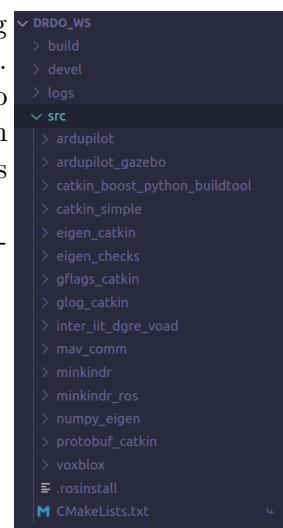 DRDO_WS
build
devel
logs
src
ardupilot
ardupilot_gazebo
catkin_boost_python_buildtool
catkin_simple
eigen_catkin
eigen_checks
gflags_catkin
glog_catkin
inter_iit_dgre_voad
mav_comm
minkindr
minkindr_ros
numpy_eigen
protobuf_catkin
voxblox
.rosinstall
CMakeLists.txt